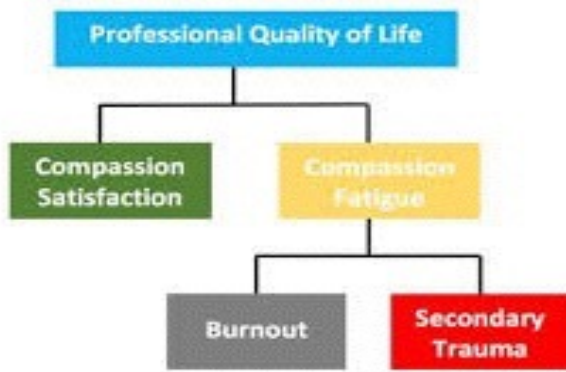 Professional Quality of Life
Compassion
Satisfaction
Compassion
Fatigue
Burnout
Secondary
Trauma